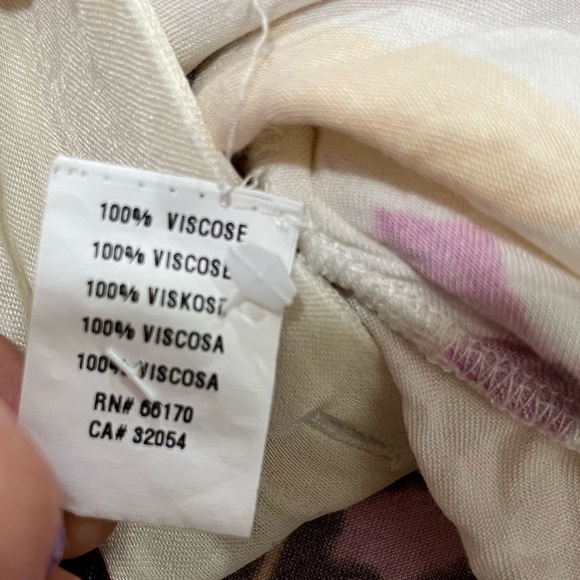 100% VISCOSE
100% VISCOSE
100% VISKOSE
100% VISCOSA
100% VISCOSA
RN# 66170
CA# 32054